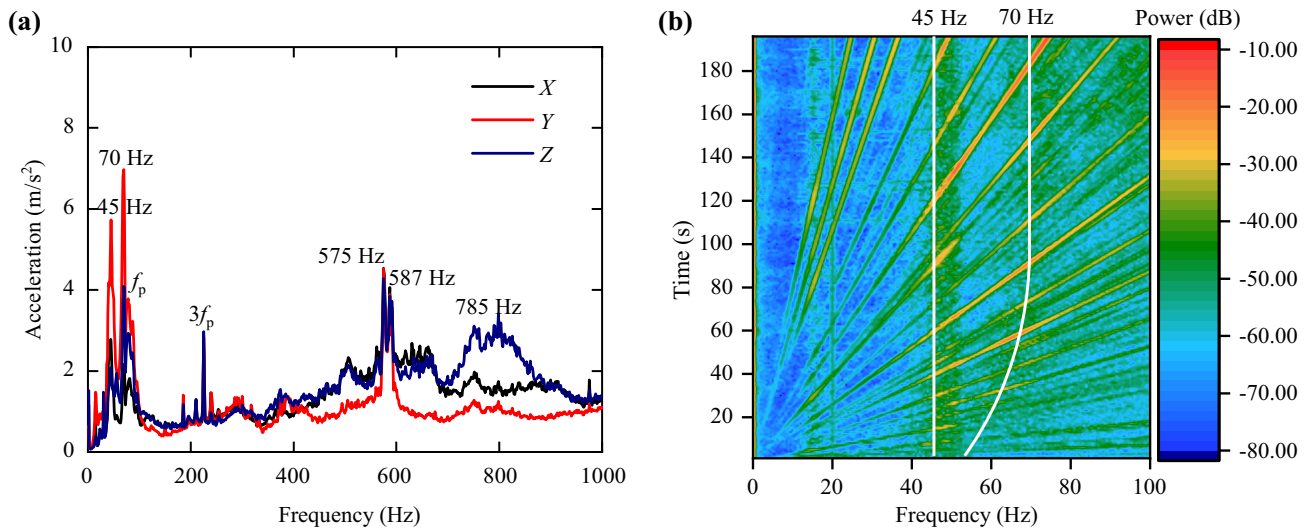 (a)
10
8
6
4
2
0
Acceleration (m/s²)
0
200
400
600
800
1000
Frequency (Hz)
X
Y
Z
70 Hz
45 Hz
fp
3fp
575 Hz
587 Hz
785 Hz
(b)
45 Hz
70 Hz
Power (dB)
180
160
140
120
100
80
60
40
20
Time (s)
0
20
40
60
80
100
Frequency (Hz)
-10.00
-20.00
-30.00
-40.00
-50.00
-60.00
-70.00
-80.00